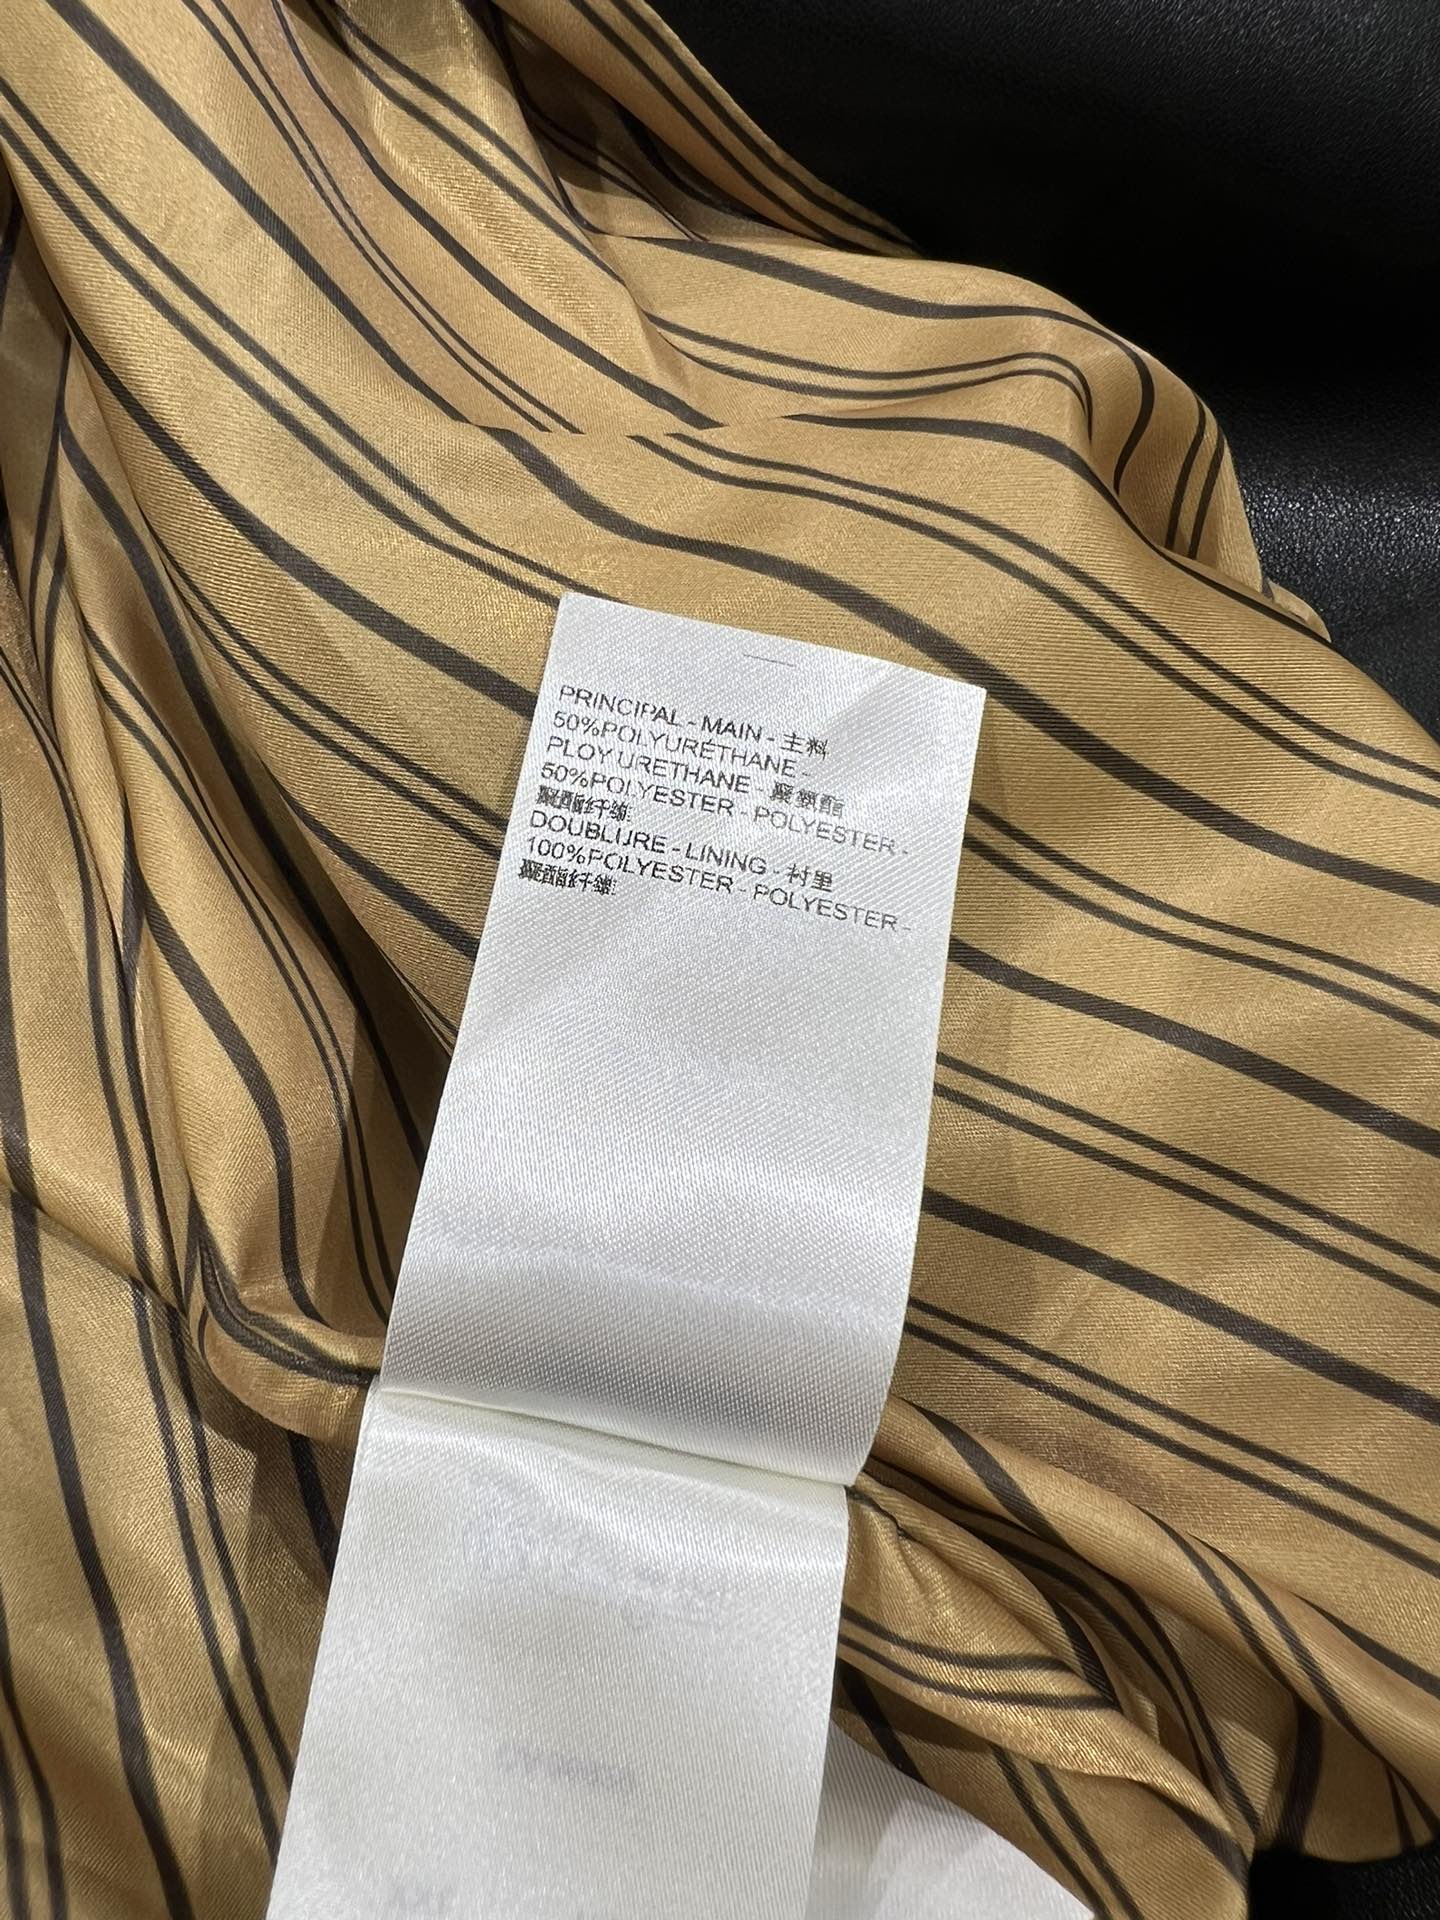 PRINCIPAL - MAIN - 主料
50%POLYURÉTHANE -
PLOY URETHANE - 聚氨酯
50%POLYESTER - POLYESTER -
聚酯纤维
DOUBLURE - LINING - 衬里
100%POLYESTER - POLYESTER -
聚酯纤维